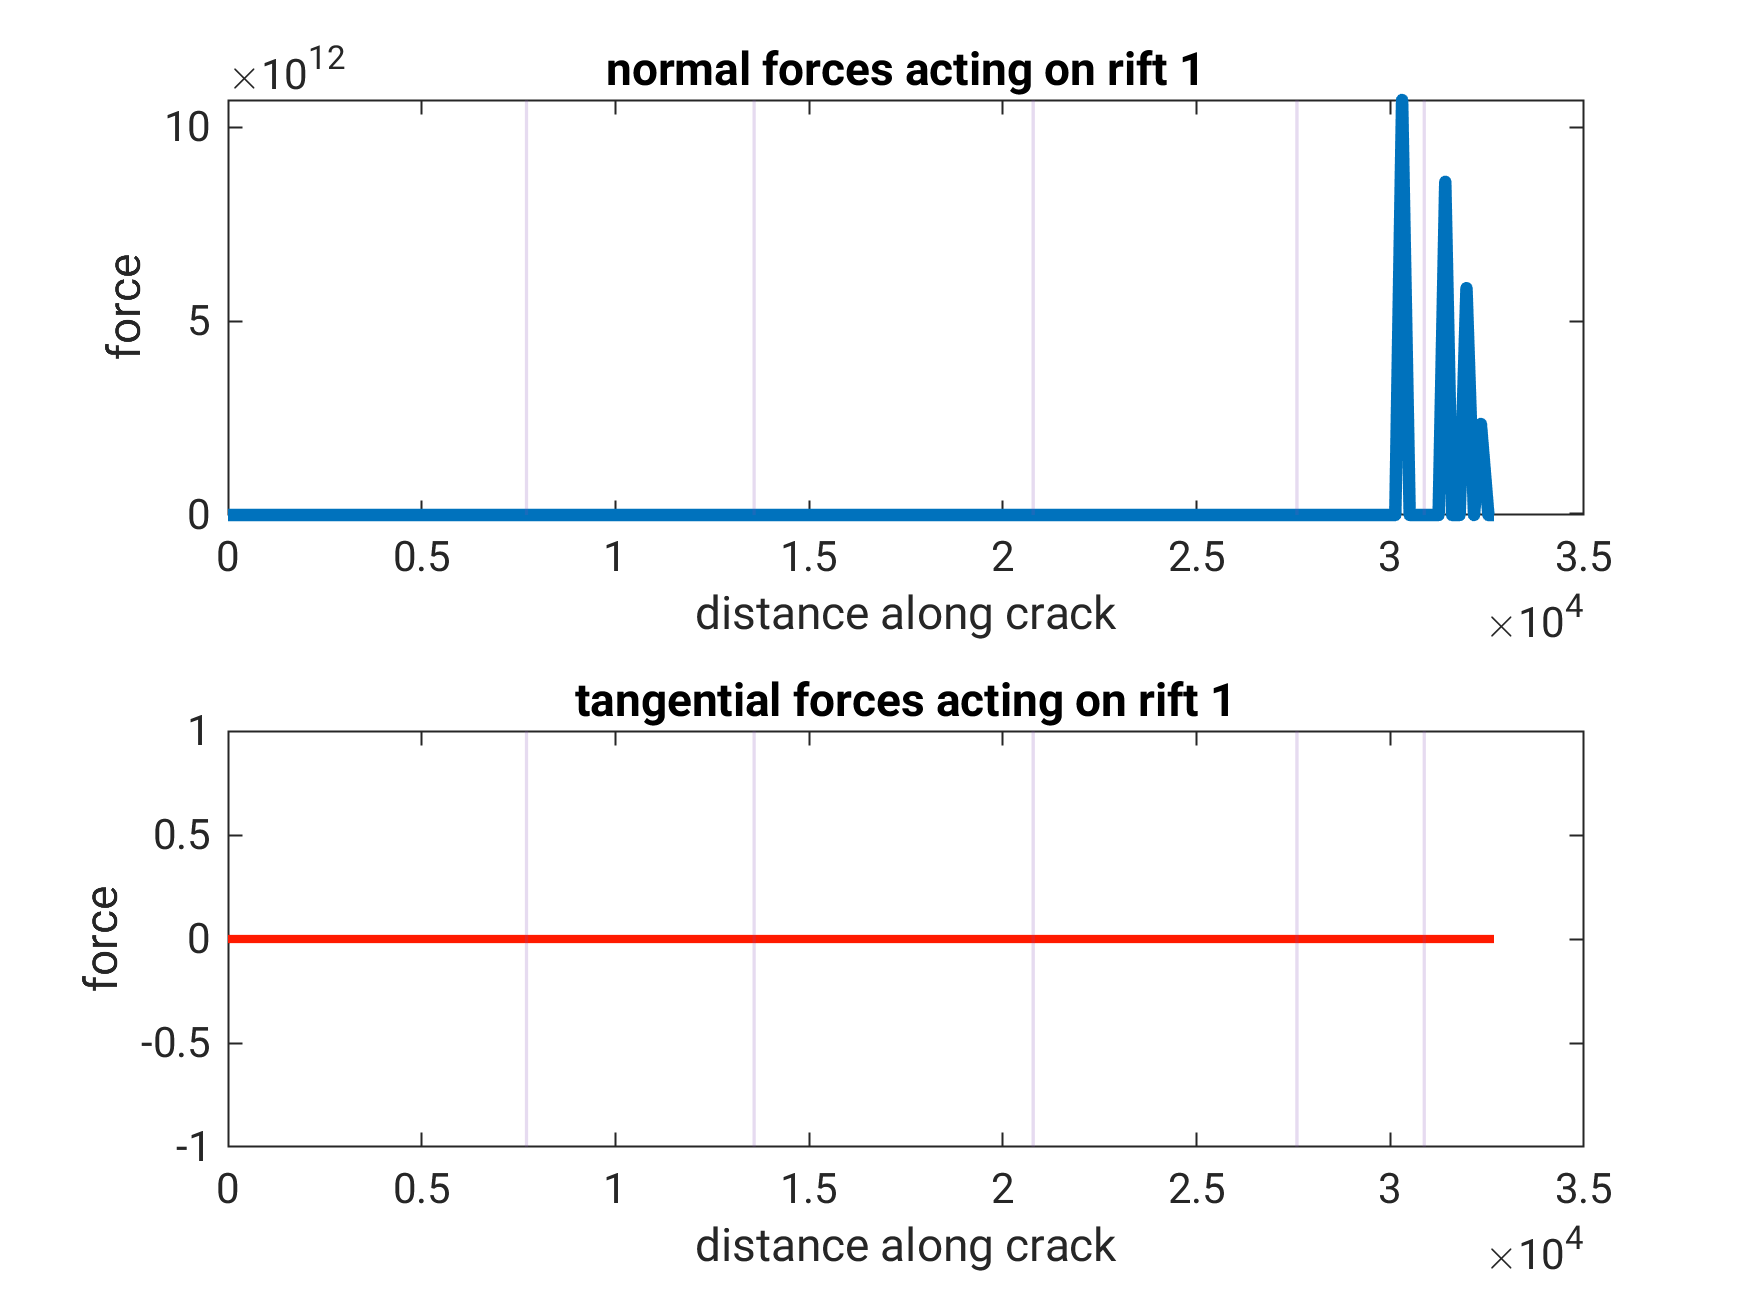 ×10^12
normal forces acting on rift 1
10
5
0
force
0 0.5 1 1.5 2 2.5 3 3.5
distance along crack
×10^4
tangential forces acting on rift 1
1
0.5
0
-0.5
-1
force
0 0.5 1 1.5 2 2.5 3 3.5
distance along crack
×10^4